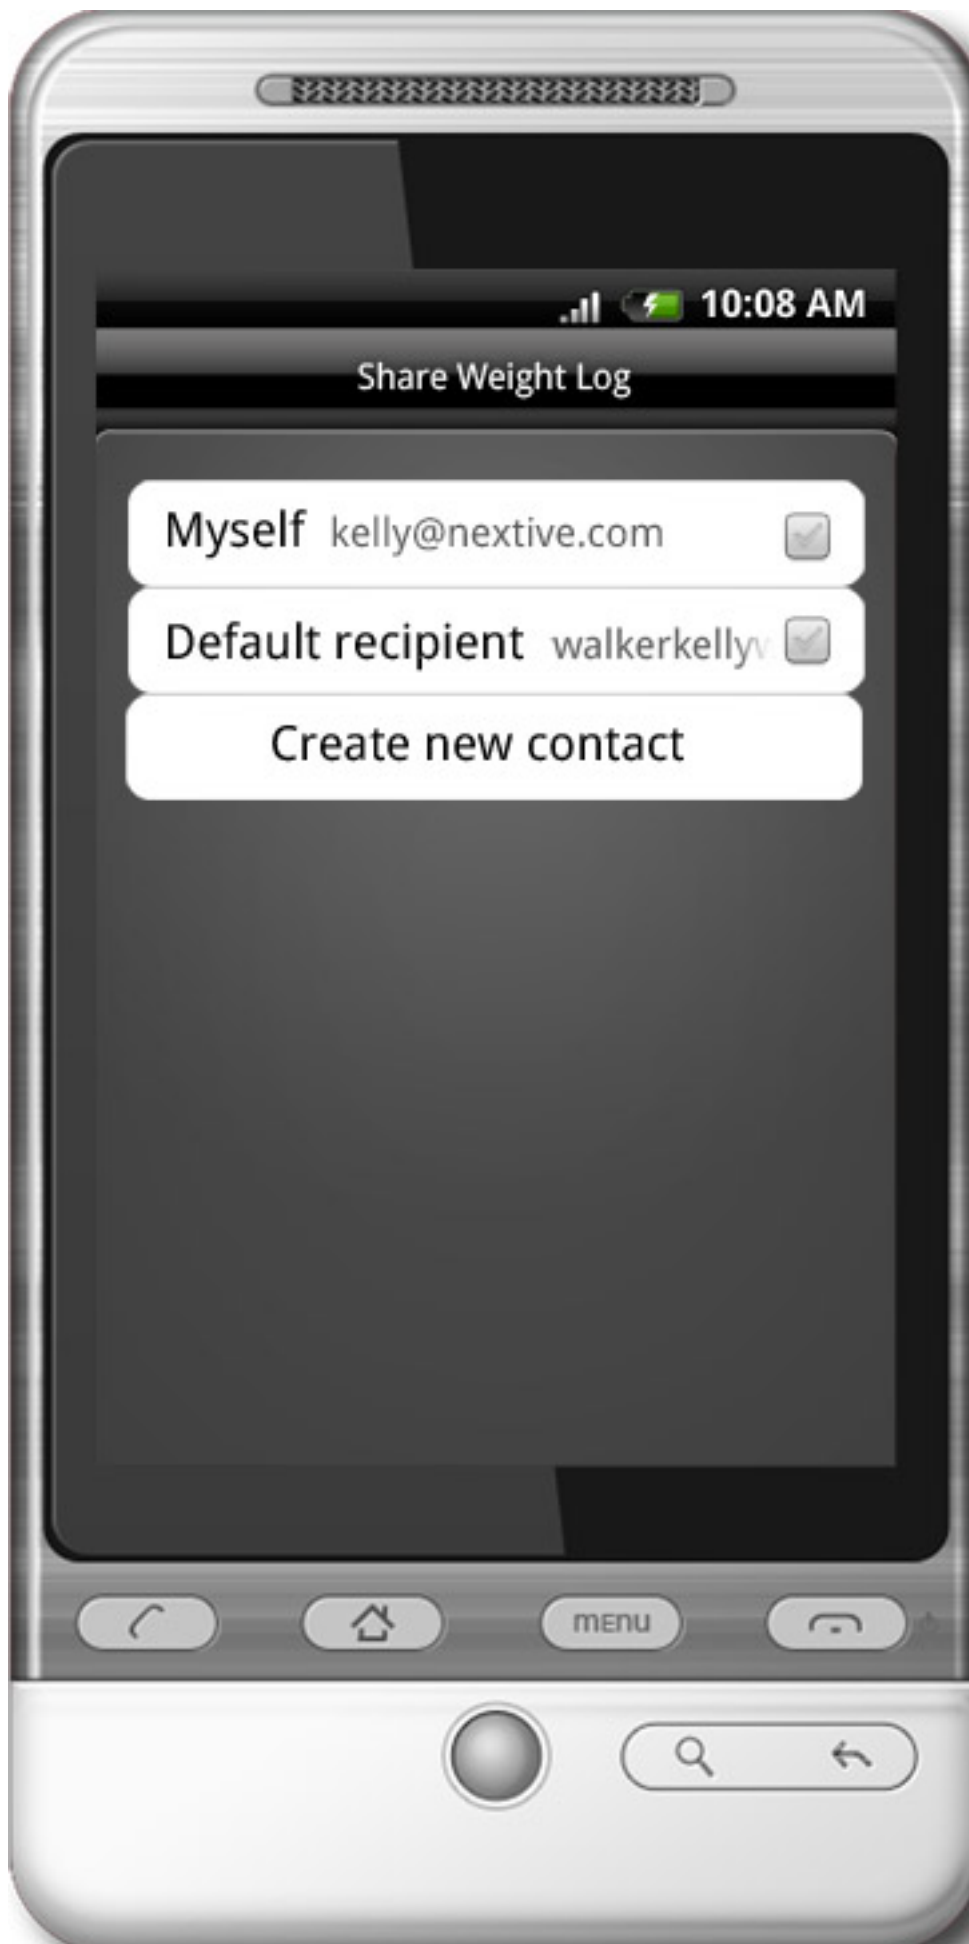 10:08 AM
Share Weight Log
Myself kelly@nextive.com
Default recipient walkerkelly
Create new contact
MENU